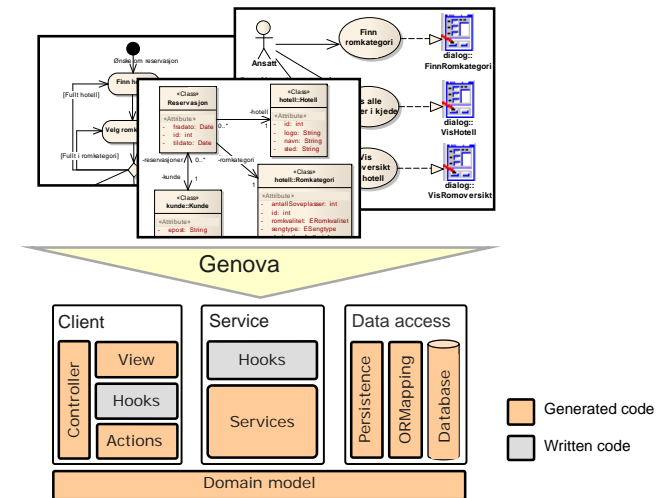 Ønske om reservasjon
Finn
[Fullt hotell]
Velg rom
[Fullt i romkategori]
Ansatt
Finn
romkategori
dialog::
FinnRomkategori
alle
er i kjede
dialog::
VisHotell
Vis
oversikt
hotell
dialog::
VisRomoversikt
«Class»
Reservasjon
«Attribute»
- fradato: Date
- id: int
- tildato: Date
0..*
-hotell
1
«Class»
hotell::Hotell
«Attribute»
- id: int
- logo: String
- navn: String
- sted: String
-reservasjoner
0..*
-romkategori
1
-kunde
1
«Class»
kunde::Kunde
«Attribute»
- epost: String
«Class»
hotell::Romkategori
«Attribute»
- antallSoveplasser: int
- id: int
- romkvalitet: ERomkvalitet
- sengtype: ESengtype
Genova
Client
Controller
View
Hooks
Actions
Service
Hooks
Services
Data access
Persistence
ORMapping
Database
Domain model
Generated code
Written code